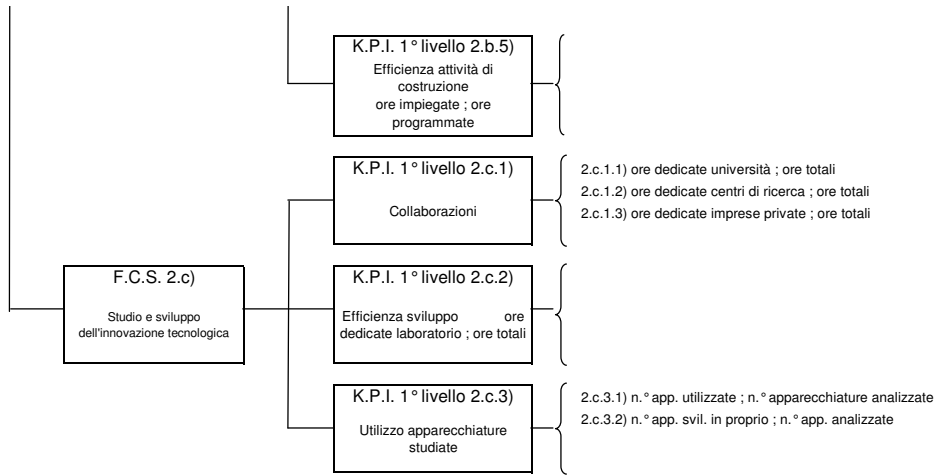 K.P.I. 1° livello 2.b.5)
Efficienza attività di
costruzione
ore impiegate ; ore
programmate
K.P.I. 1° livello 2.c.1)
Collaborazioni
2.c.1.1) ore dedicate università ; ore totali
2.c.1.2) ore dedicate centri di ricerca ; ore totali
2.c.1.3) ore dedicate imprese private ; ore totali
F.C.S. 2.c)
Studio e sviluppo
dell'innovazione tecnologica
K.P.I. 1° livello 2.c.2)
Efficienza sviluppo ore
dedicate laboratorio ; ore totali
K.P.I. 1° livello 2.c.3)
Utilizzo apparecchiature
studiate
2.c.3.1) n.° app. utilizzate ; n.° apparecchiature analizzate
2.c.3.2) n.° app. svil. in proprio ; n.° app. analizzate